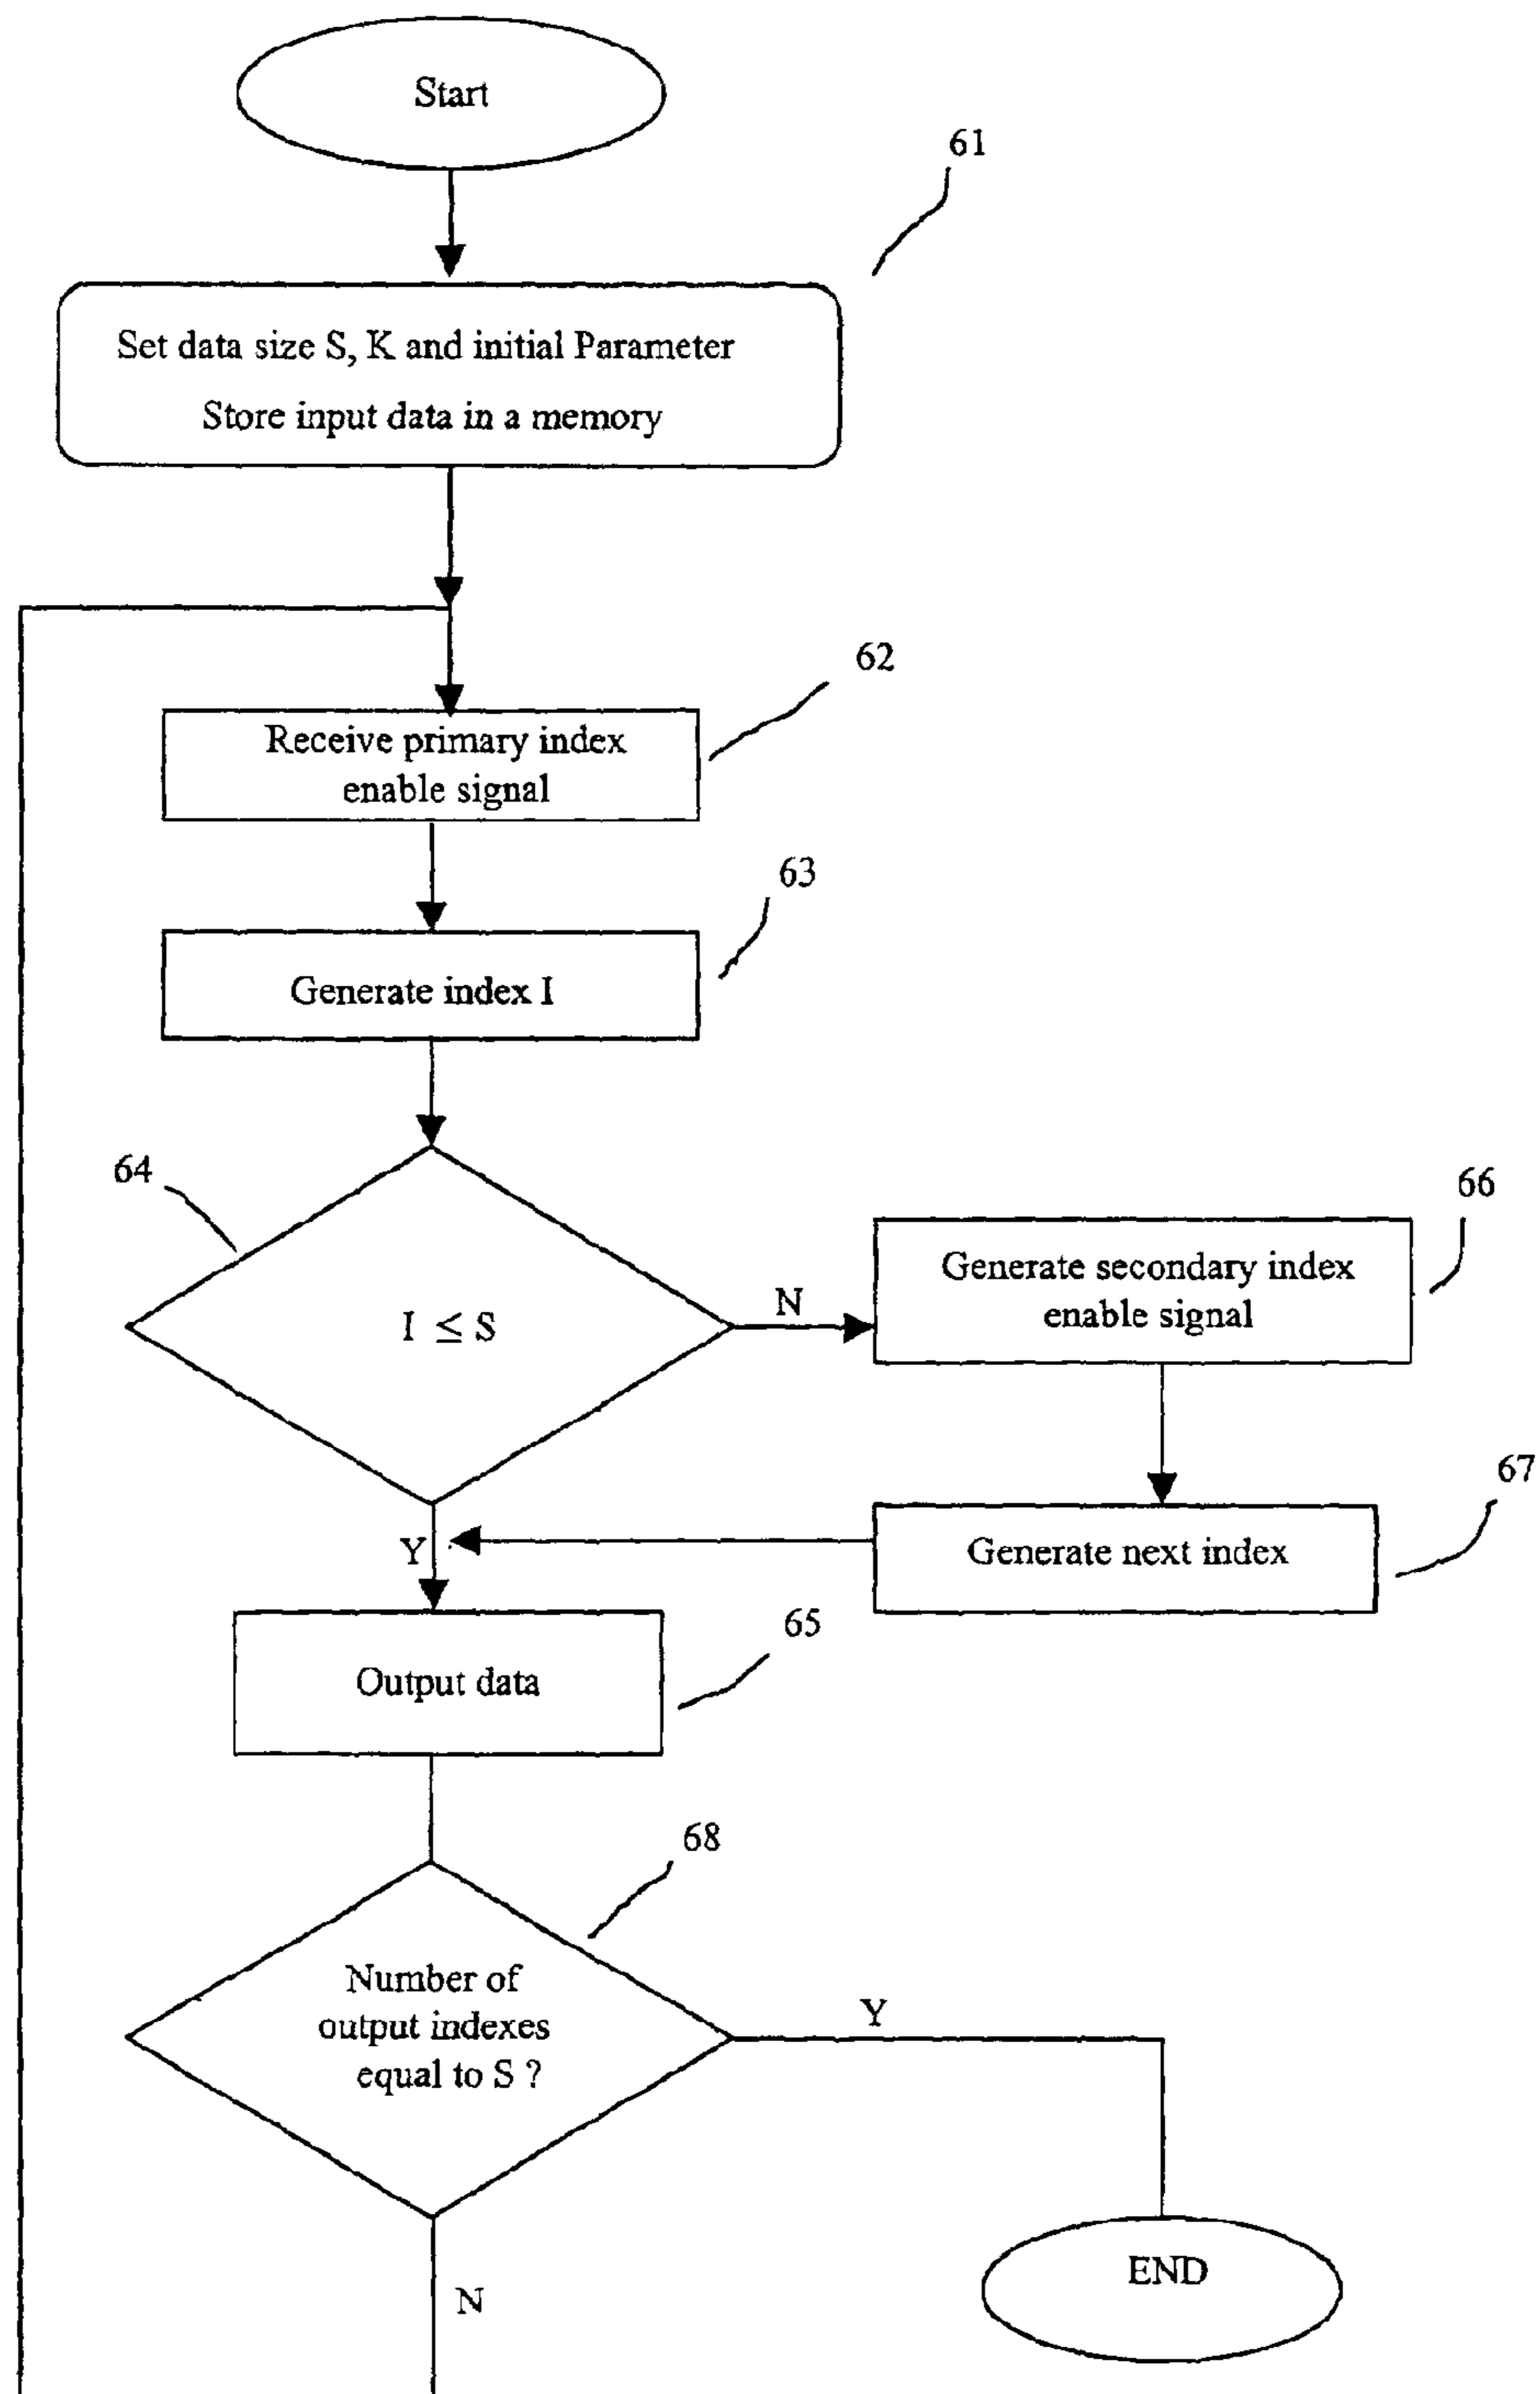 Start
61
Set data size S, K and initial Parameter
Store input data in a memory
62
Receive primary index
enable signal
63
Generate index I
64
I ≤ S
N
66
Generate secondary index
enable signal
67
Generate next index
Y
65
Output data
68
Number of
output indexes
equal to S ?
Y
N
END